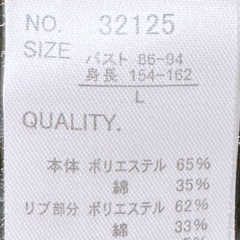 NO. 32125
SIZE バスト 86-94
身長 154-162
L
QUALITY.
本体 ポリエステル 65%
綿 35%
リブ部分 ポリエステル 62%
綿 33%